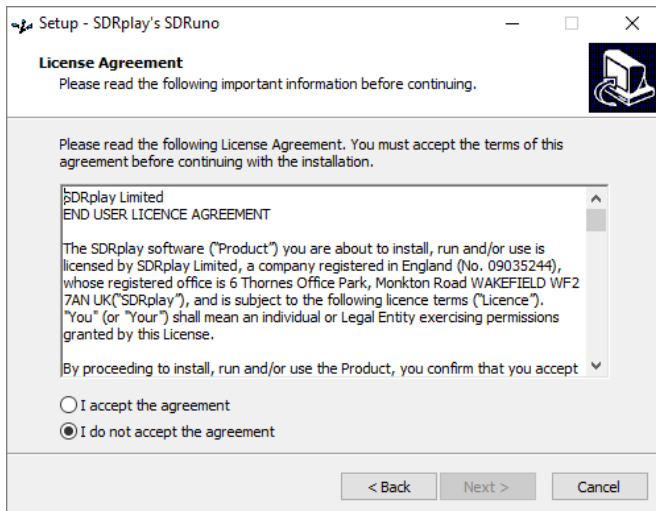 Setup - SDRplay's SDRuno
License Agreement
Please read the following important information before continuing.
Please read the following License Agreement. You must accept the terms of this
agreement before continuing with the installation.
SDRplay Limited
END USER LICENCE AGREEMENT
The SDRplay software ("Product") you are about to install, run and/or use is
licensed by SDRplay Limited, a company registered in England (No. 09035244),
whose registered office is 6 Thornes Office Park, Monkton Road WAKEFIELD WF2
7AN UK("SDRplay"), and is subject to the following licence terms ("Licence").
"You" (or "Your") shall mean an individual or Legal Entity exercising permissions
granted by this License.
By proceeding to install, run and/or use the Product, you confirm that you accept
I accept the agreement
I do not accept the agreement
< Back
Next >
Cancel